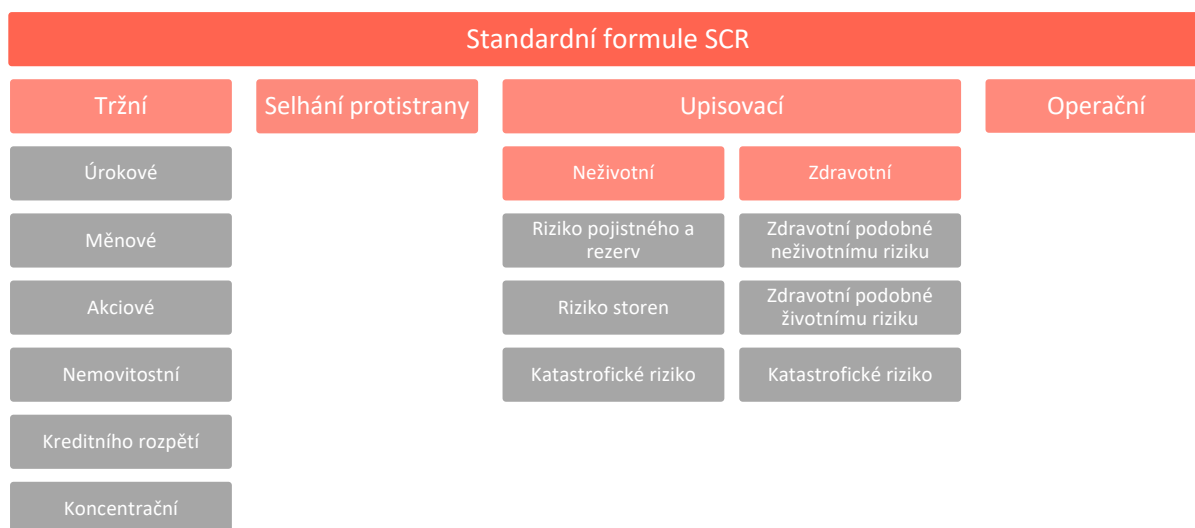 Standardní formule SCR
Tržní
Selhání protistrany
Upisovací
Operační
Úrokové
Neživotní
Zdravotní
Měnové
Riziko pojistného a
rezerv
Zdravotní podobné
neživotnímu riziku
Akciové
Riziko storen
Zdravotní podobné
životnímu riziku
Nemovitostní
Katastrofické riziko
Katastrofické riziko
Kreditního rozpětí
Koncentrační